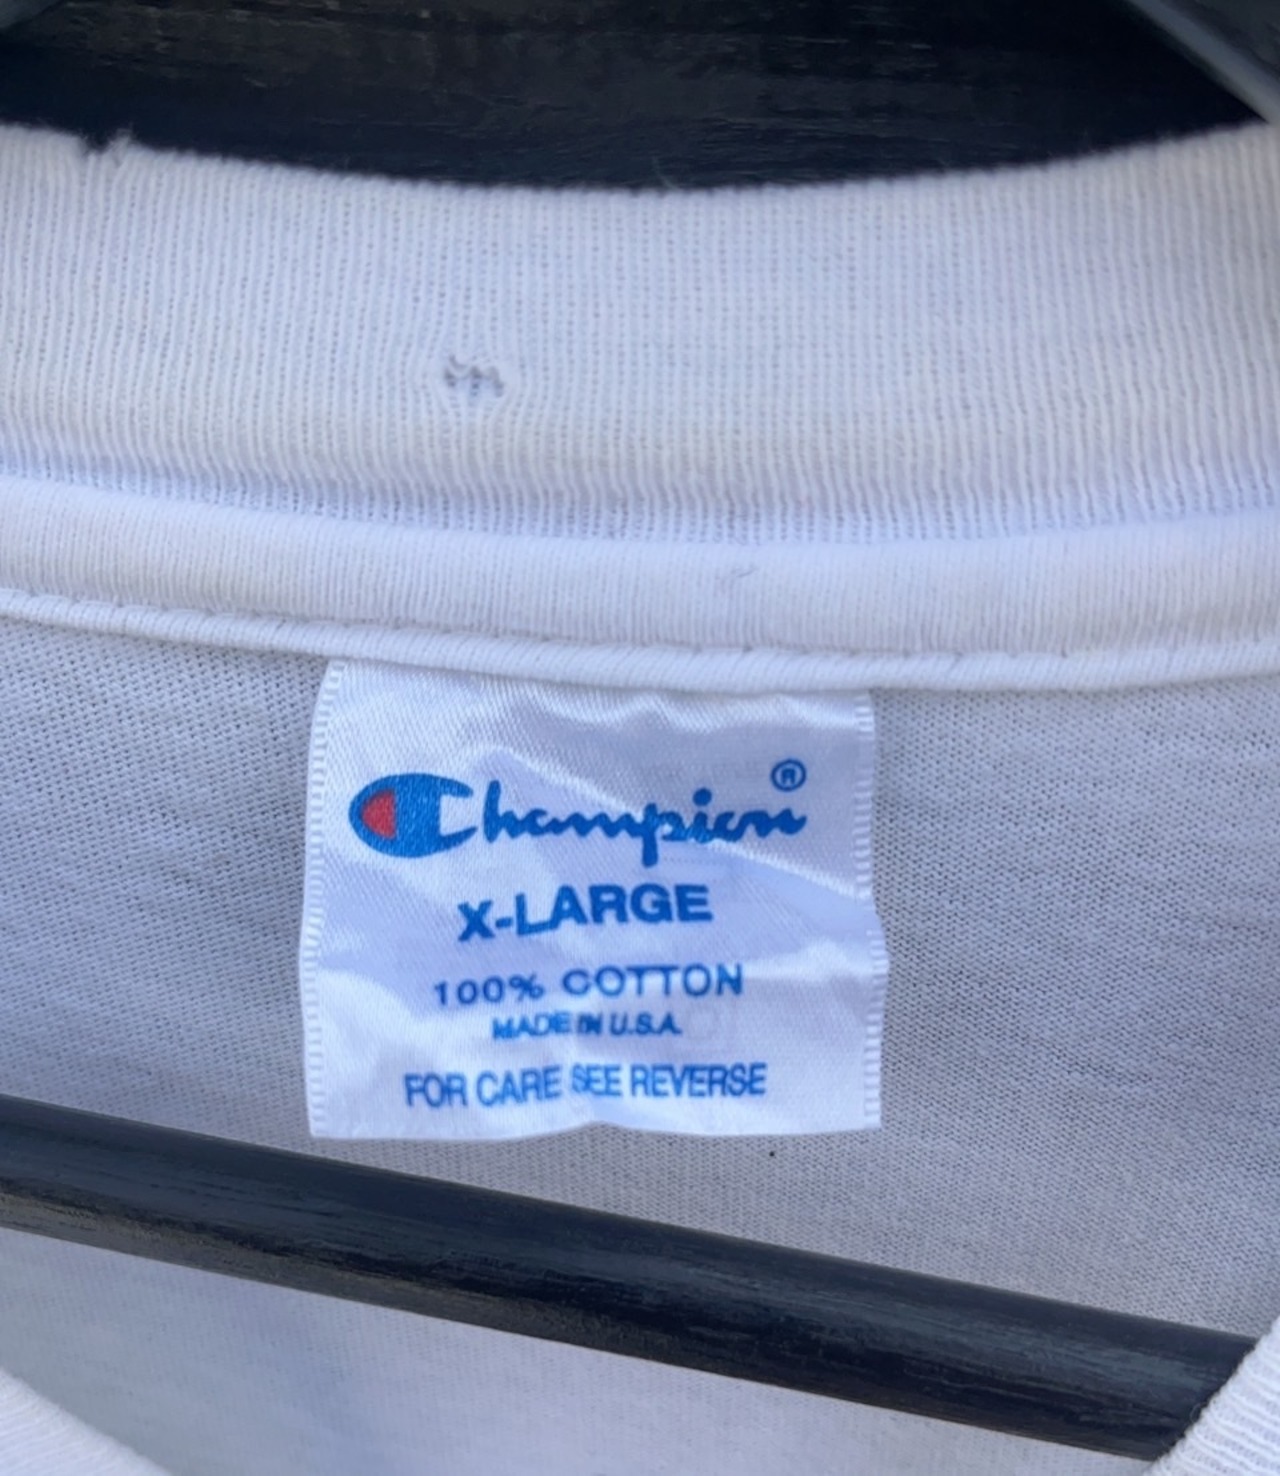 Champion®
X-LARGE
100% COTTON
MADE IN U.S.A.
FOR CARE SEE REVERSE